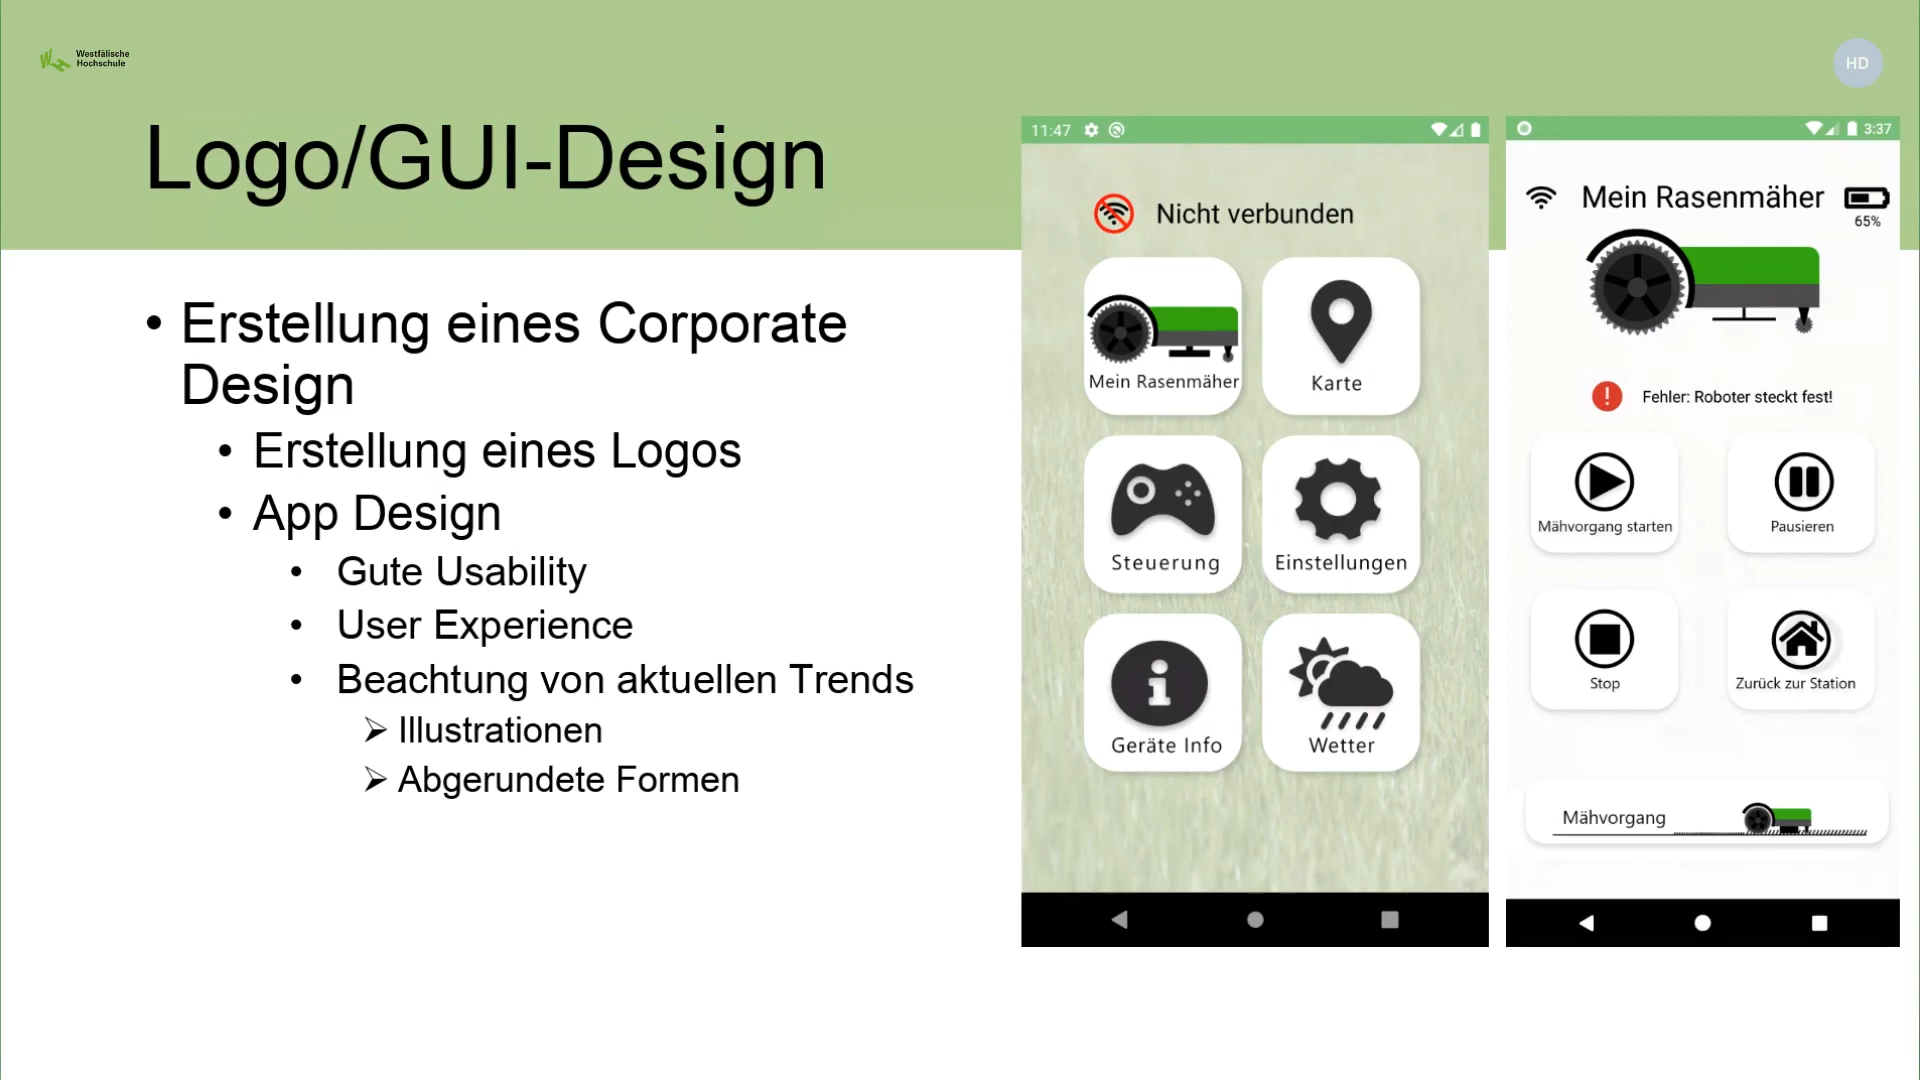 Westfälische
Hochschule
HD
Logo/GUI-Design
• Erstellung eines Corporate
Design
• Erstellung eines Logos
• App Design
• Gute Usability
• User Experience
• Beachtung von aktuellen Trends
➢ Illustrationen
➢ Abgerundete Formen
11:47
Nicht verbunden
Mein Rasenmäher
Karte
Steuerung
Einstellungen
Geräte Info
Wetter
3:37
Mein Rasenmäher
65%
Fehler: Roboter steckt fest!
Mähvorgang starten
Pausieren
Stop
Zurück zur Station
Mähvorgang